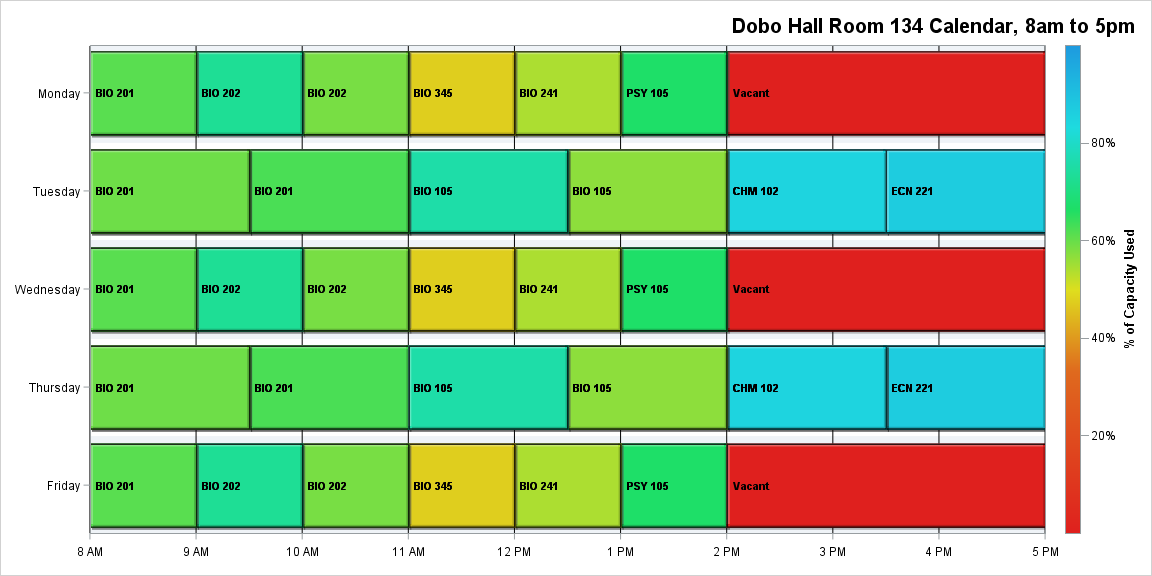 Dobo Hall Room 134 Calendar, 8am to 5pm
Monday BIO 201 BIO 202 BIO 202 BIO 345 BIO 241 PSY 105 Vacant
Tuesday BIO 201 BIO 201 BIO 105 BIO 105 CHM 102 ECN 221
Wednesday BIO 201 BIO 202 BIO 202 BIO 345 BIO 241 PSY 105 Vacant
Thursday BIO 201 BIO 201 BIO 105 BIO 105 CHM 102 ECN 221
Friday BIO 201 BIO 202 BIO 202 BIO 345 BIO 241 PSY 105 Vacant
8 AM 9 AM 10 AM 11 AM 12 PM 1 PM 2 PM 3 PM 4 PM 5 PM
80%
60%
40%
20%
% of Capacity Used